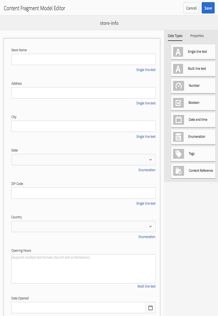 Content Fragment Model Editor
Cancel
Save
store-info
Data Types
Properties
Store Name
Single line text
Address
Single line text
City
Single line text
State
Enumeration
ZIP Code
Single line text
Country
Enumeration
Opening Hours
Multi line text
Date Opened
Single line text
Multi line text
Number
Boolean
Date and time
Enumeration
Tags
Content Reference